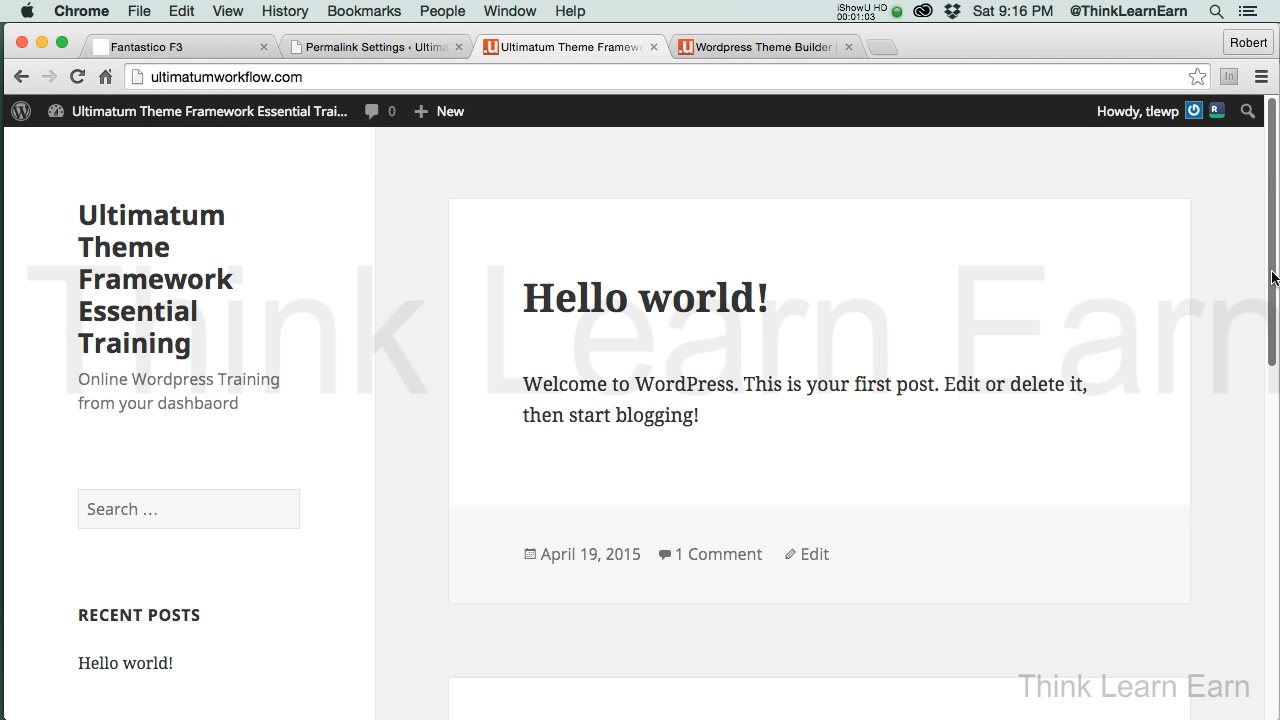 Chrome File Edit View History Bookmarks People Window Help iShowU HD 00:01:03 Sat 9:16 PM @ThinkLearnEarn
Fantastico F3 Permalink Settings ‹ Ultima Ultimatum Theme Framewo Wordpress Theme Builder Robert
ultimatumworkflow.com In
Ultimatum Theme Framework Essential Trai... 0 New Howdy, tlewp R
Ultimatum
Theme
Framework
Essential
Training
Online Wordpress Training
from your dashbaord
Search …
RECENT POSTS
Hello world!
Hello world!
Welcome to WordPress. This is your first post. Edit or delete it,
then start blogging!
April 19, 2015 1 Comment Edit
Think Learn Earn
Think Learn Earn